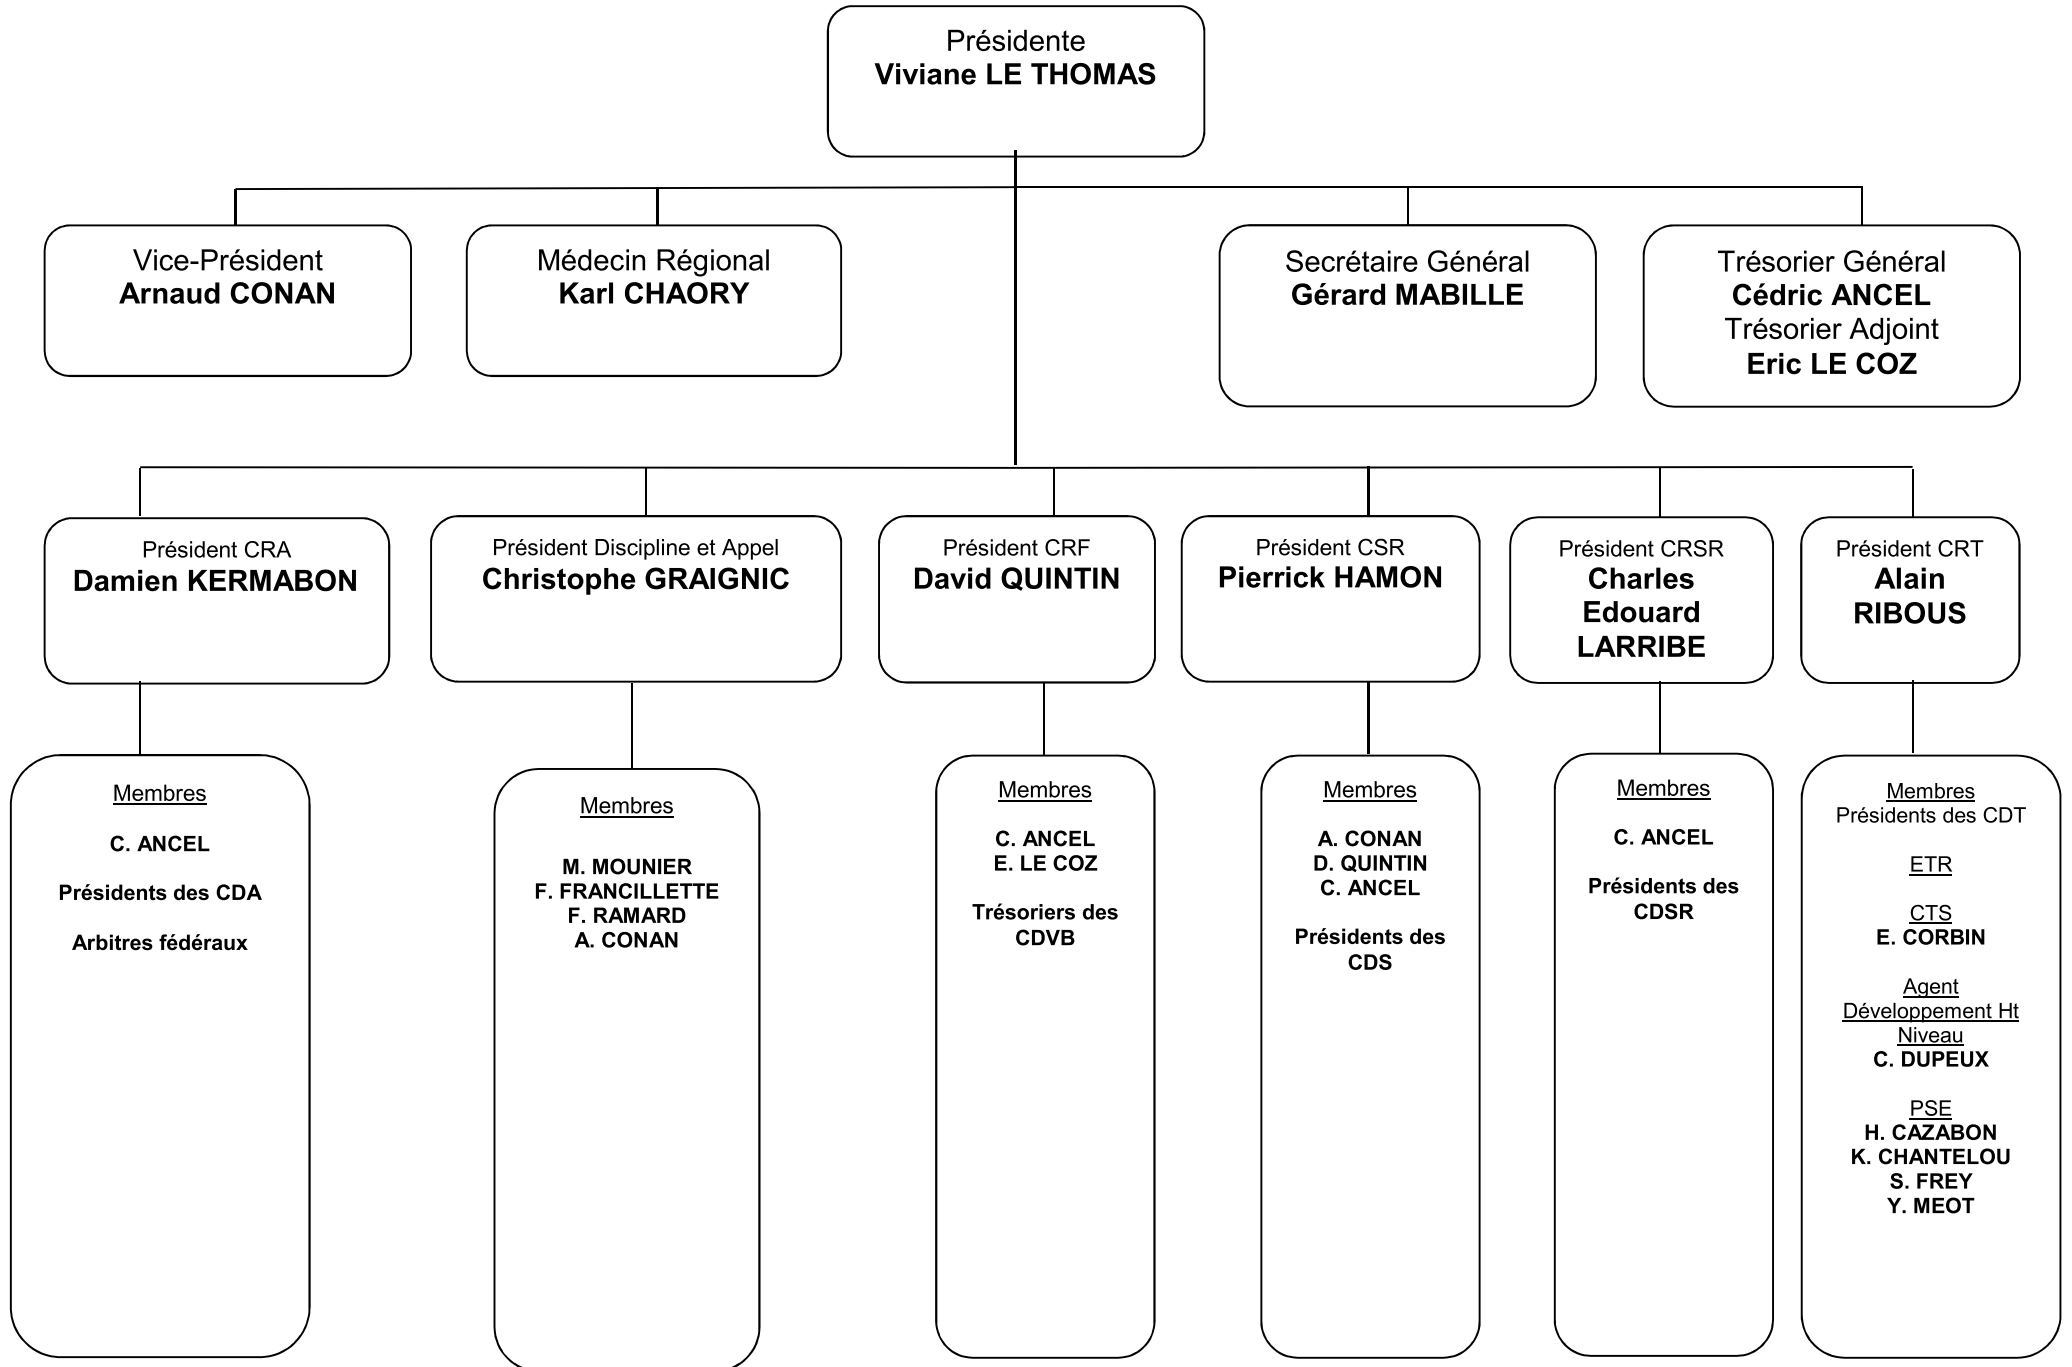 Présidente
Viviane LE THOMAS
Vice-Président
Arnaud CONAN
Médecin Régional
Karl CHAORY
Secrétaire Général
Gérard MABILLE
Trésorier Général
Cédric ANCEL
Trésorier Adjoint
Eric LE COZ
Président CRA
Damien KERMABON
Président Discipline et Appel
Christophe GRAIGNIC
Président CRF
David QUINTIN
Président CSR
Pierrick HAMON
Président CRSR
Charles
Edouard
LARRIBE
Président CRT
Alain
RIBOUS
Membres
C. ANCEL
Présidents des CDA
Arbitres fédéraux
Membres
M. MOUNIER
F. FRANCILLETTE
F. RAMARD
A. CONAN
Membres
C. ANCEL
E. LE COZ
Trésoriers des
CDVB
Membres
A. CONAN
D. QUINTIN
C. ANCEL
Présidents des
CDS
Membres
C. ANCEL
Présidents des
CDSR
Membres
Présidents des CDT
ETR
CTS
E. CORBIN
Agent
Développement Ht
Niveau
C. DUPEUX
PSE
H. CAZABON
K. CHANTELOU
S. FREY
Y. MEOT